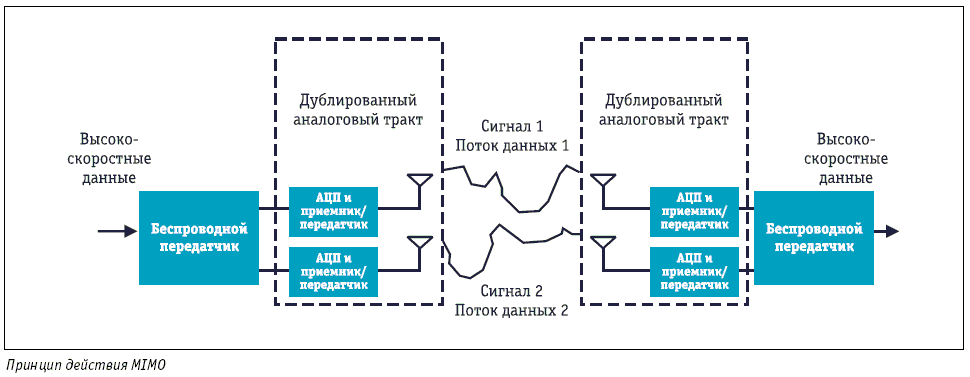 Дублированный
аналоговый тракт
Дублированный
аналоговый тракт
Сигнал 1
Поток данных 1
Высоко-
скоростные
данные
Высоко-
скоростные
данные
АЦП и
приемник/
передатчик
АЦП и
приемник/
передатчик
Беспроводной
передатчик
Беспроводной
передатчик
АЦП и
приемник/
передатчик
АЦП и
приемник/
передатчик
Сигнал 2
Поток данных 2
Принцип действия MIMO